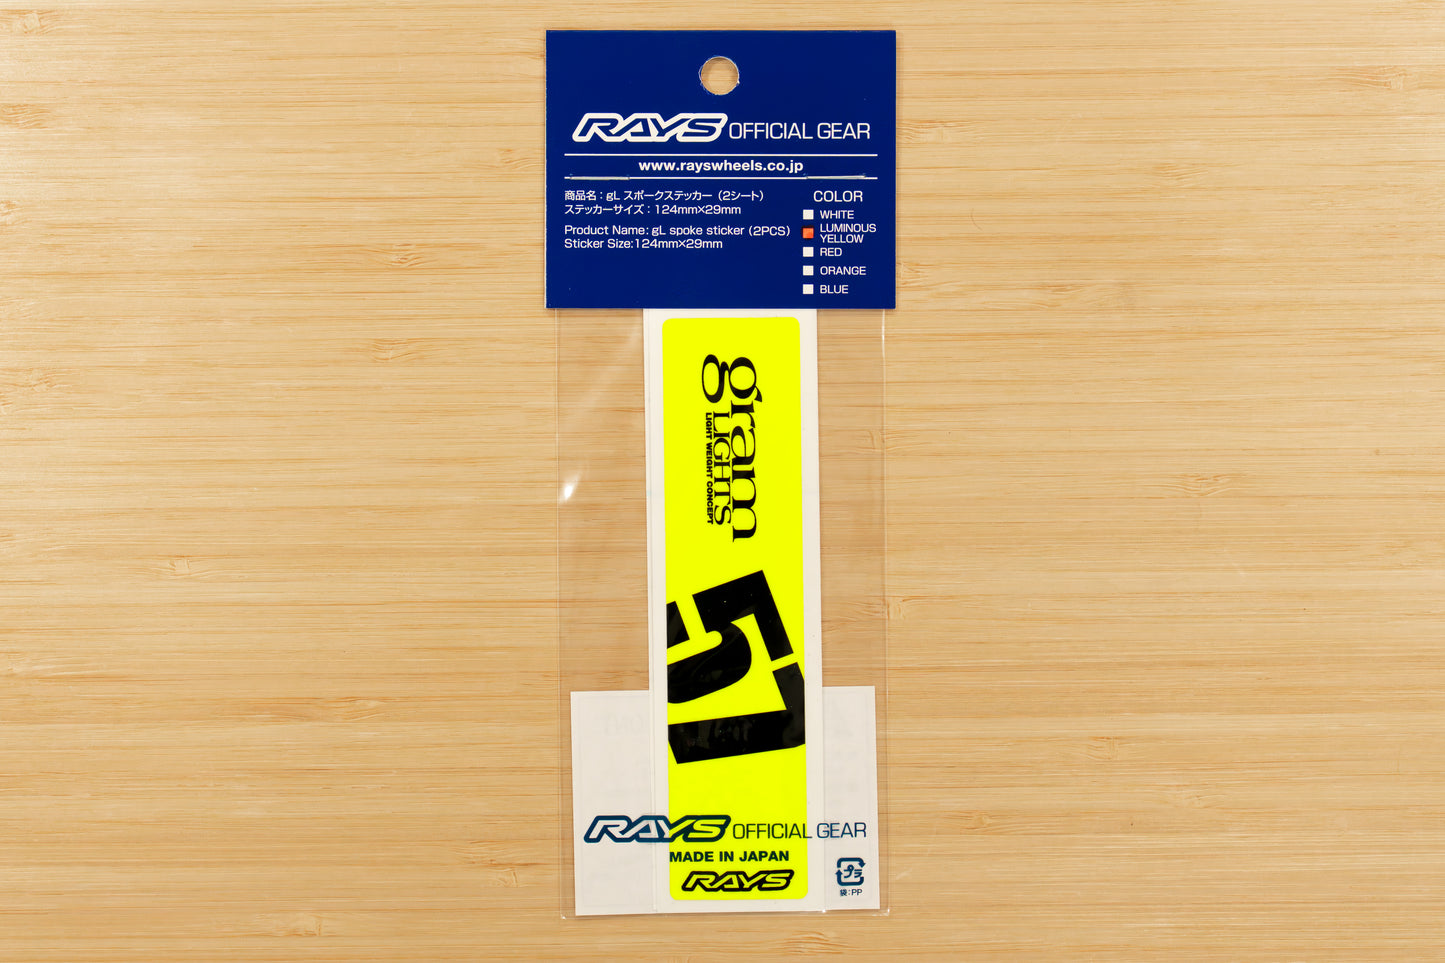 RAYS OFFICIAL GEAR
www.rayswheels.co.jp
商品名：gL スポークステッカー（2シート）
ステッカーサイズ：124mm×29mm
Product Name: gL spoke sticker (2PCS)
Sticker Size:124mm×29mm
COLOR
WHITE
LUMINOUS
YELLOW
RED
ORANGE
BLUE
gram
LIGHTS
LIGHT WEIGHT CONCEPT
57
RAYS OFFICIAL GEAR
MADE IN JAPAN
RAYS
プラ
袋：PP